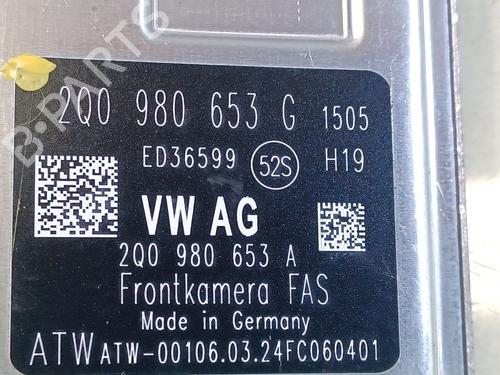 2Q0 980 653 G 1505
ED36599 52S H19
VW AG
2Q0 980 653 A
Frontkamera FAS
Made in Germany
ATW ATW-00106.03.24FC060401
B-PARTS